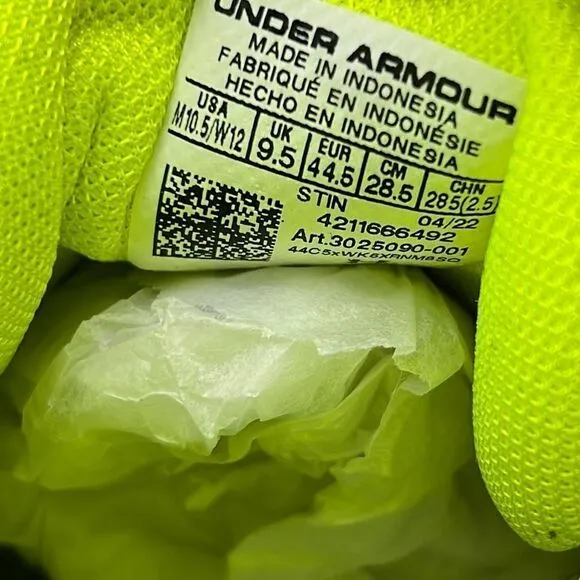 UNDER ARMOUR
MADE IN INDONESIA
FABRIQUÉ EN INDONÉSIE
HECHO EN INDONESIA
USA UK EUR CM CHN
M10.5/W12 9.5 44.5 28.5 285(2.5)
STIN 04/22
4211666492
Art.3025090-001